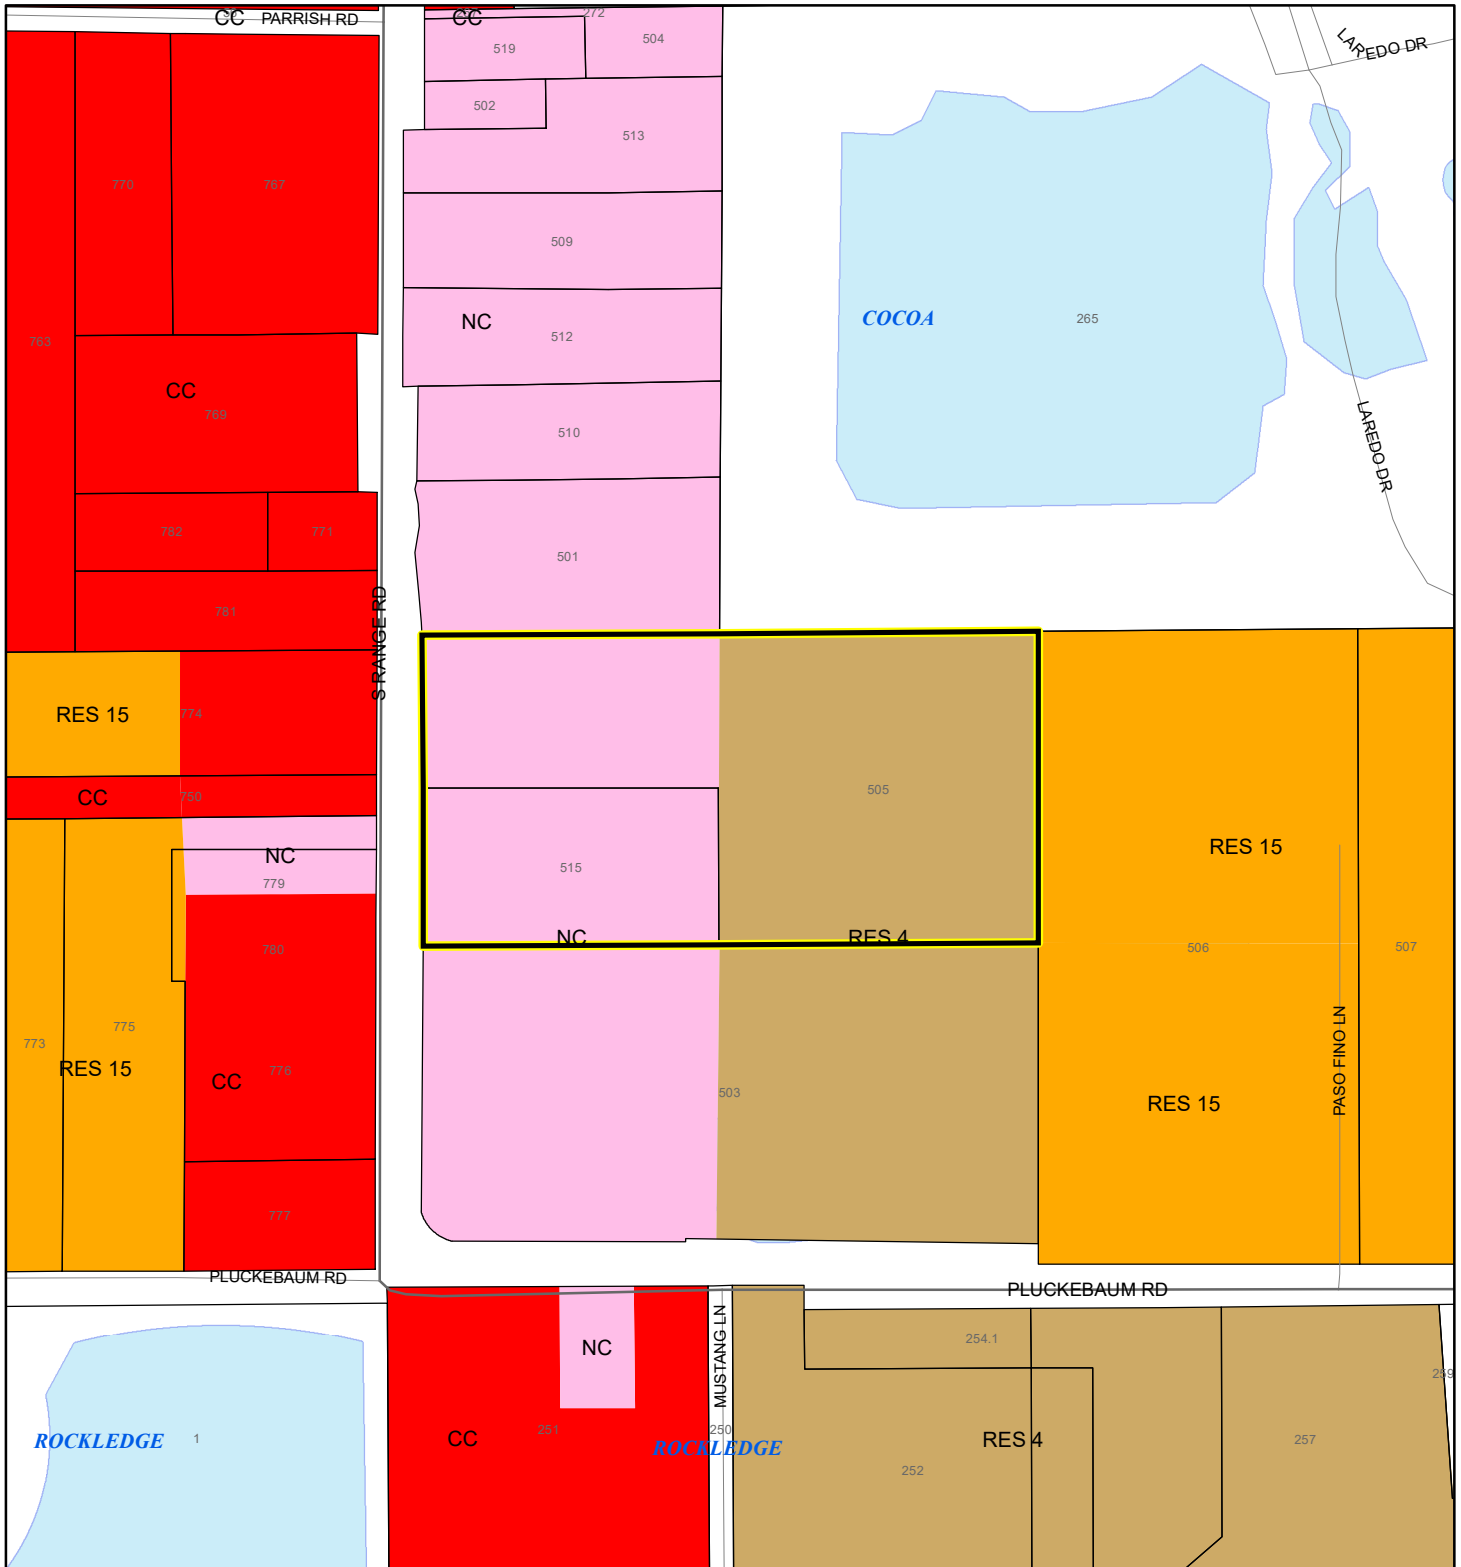 CC
PARRISH RD
CC
272
519
504
LAREDO DR
502
513
770
767
509
COCOA
265
NC
512
763
CC
769
510
LAREDO DR
782
771
501
781
S RANGE RD
RES 15
774
505
CC
750
RES 15
NC
779
515
NC
RES 4
780
506
507
775
773
RES 15
776
CC
503
RES 15
PASO FINO LN
777
PLUCKEBAUM RD
PLUCKEBAUM RD
NC
MUSTANG LN
254.1
259
251
250
CC
ROCKLEDGE
1
ROCKLEDGE
RES 4
257
252